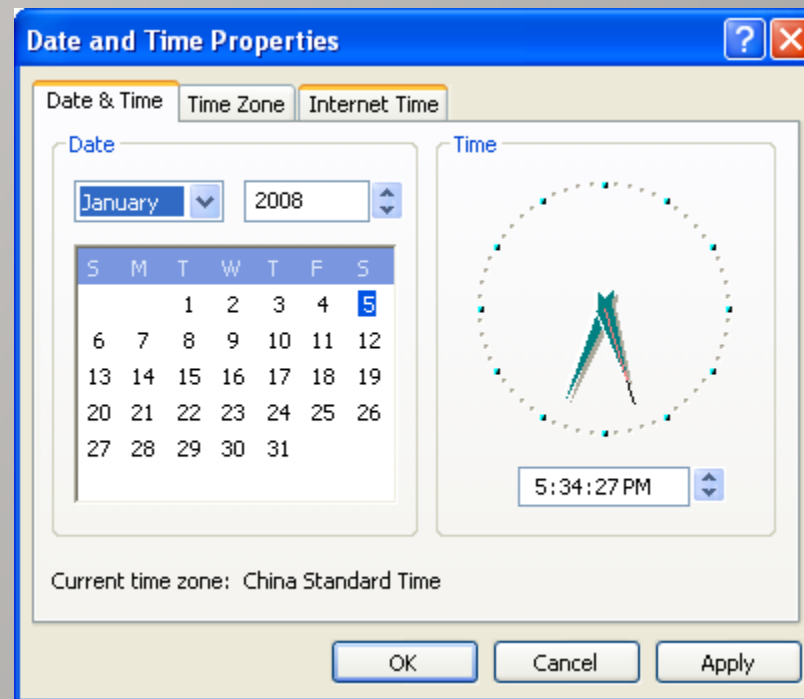 Date and Time Properties
Date & Time Time Zone Internet Time
Date
January 2008
S M T W T F S
1 2 3 4 5
6 7 8 9 10 11 12
13 14 15 16 17 18 19
20 21 22 23 24 25 26
27 28 29 30 31
Time
5:34:27 PM
Current time zone: China Standard Time
OK Cancel Apply